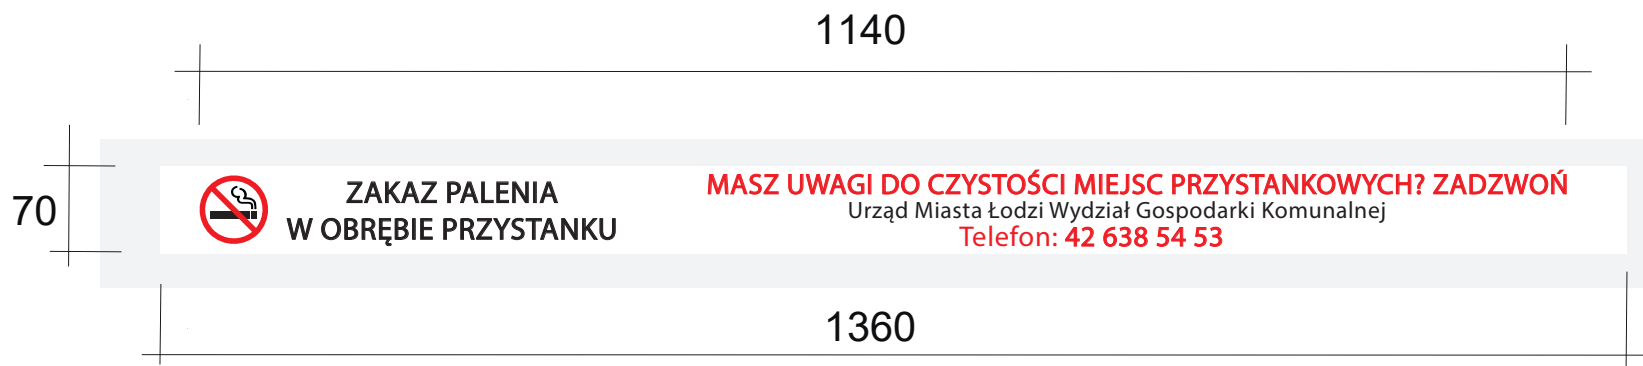 1140
70
ZAKAZ PALENIA
W OBRĘBIE PRZYSTANKU
MASZ UWAGI DO CZYSTOŚCI MIEJSC PRZYSTANKOWYCH? ZADZWOŃ
Urząd Miasta Łodzi Wydział Gospodarki Komunalnej
Telefon: 42 638 54 53
1360